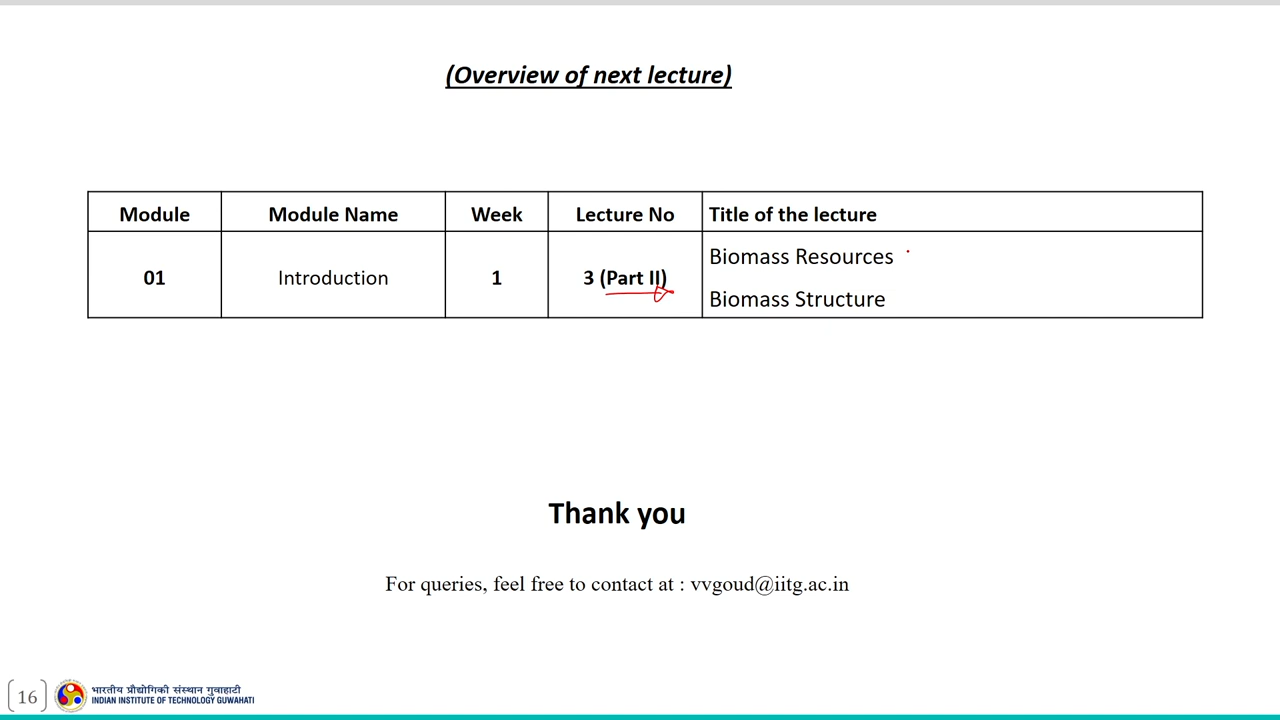 (Overview of next lecture)
Module Module Name Week Lecture No Title of the lecture
01 Introduction 1 3 (Part II) Biomass Resources
Biomass Structure
Thank you
For queries, feel free to contact at : vvgoud@iitg.ac.in
16
भारतीय प्रौद्योगिकी संस्थान गुवाहाटी
INDIAN INSTITUTE OF TECHNOLOGY GUWAHATI